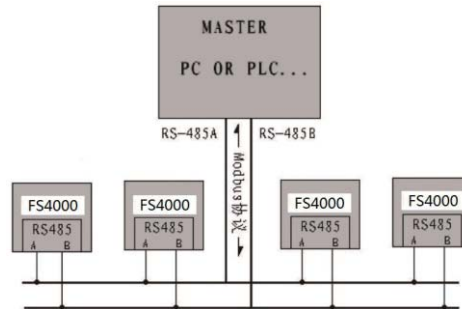 MASTER
PC OR PLC...
RS-485A
RS-485B
Modbus协议
FS4000
RS485
A B
FS4000
RS485
A B
FS4000
RS485
A B
FS4000
RS485
A B